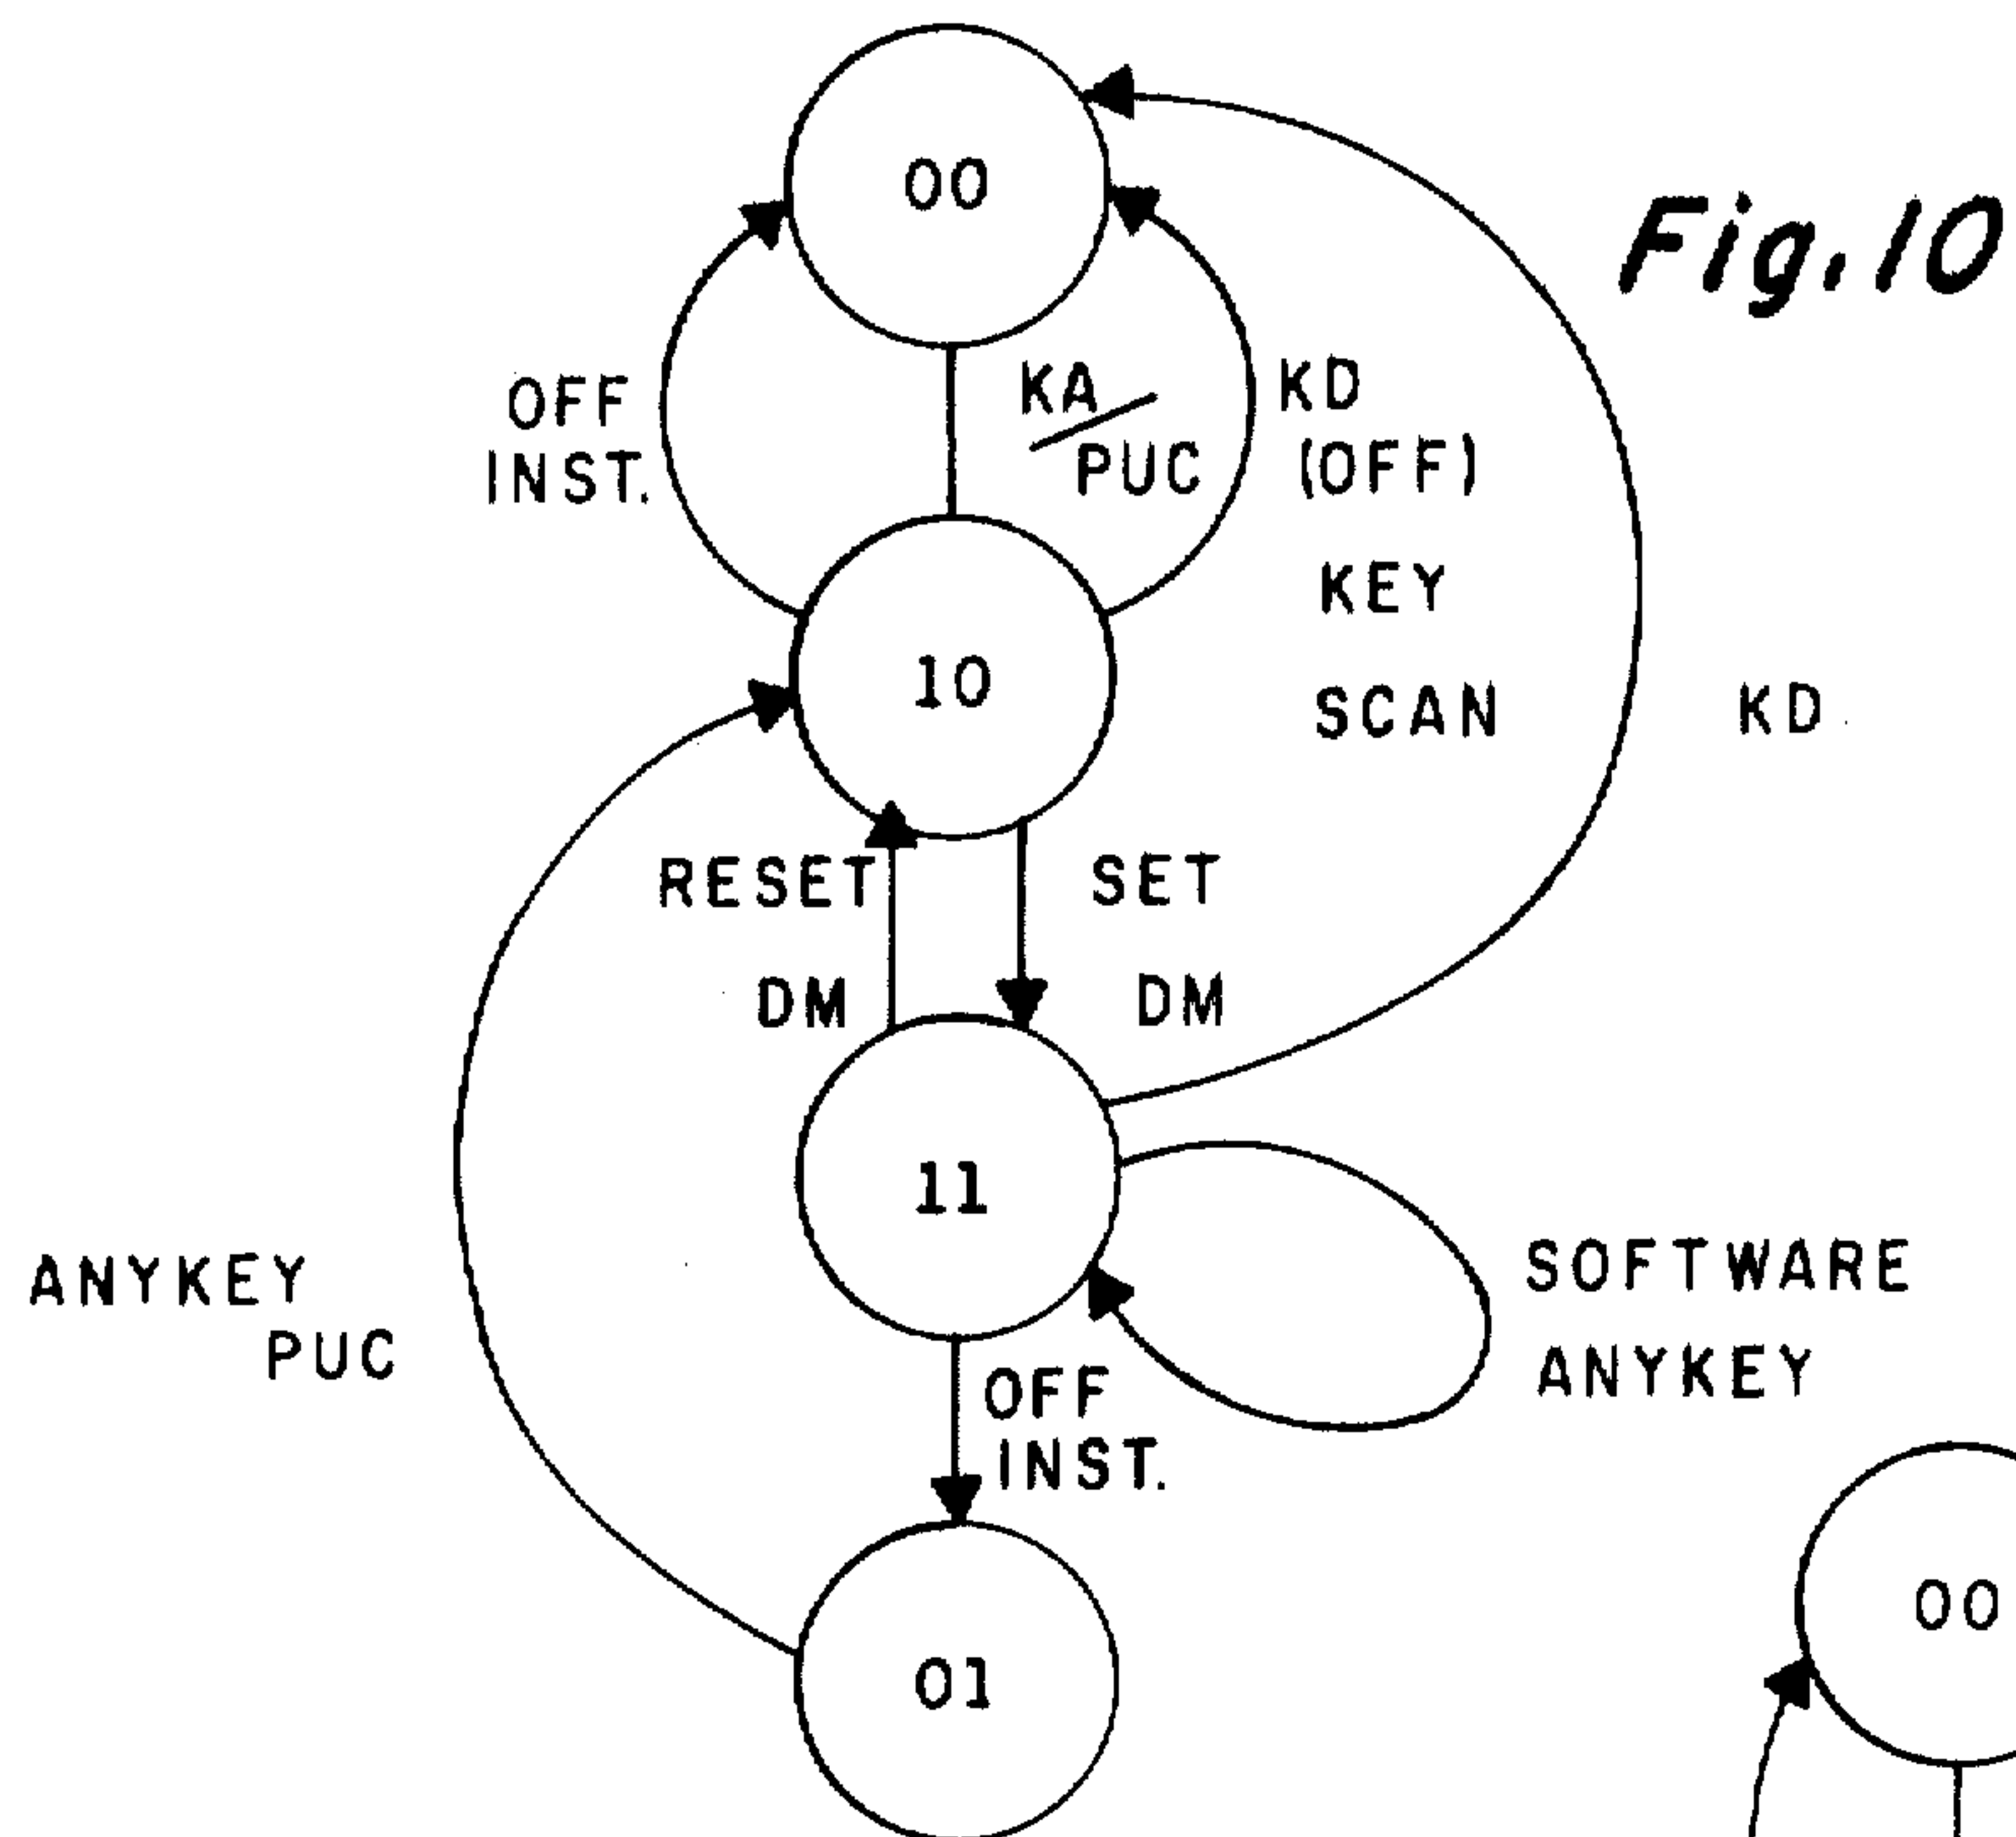 00
Fig. 10
OFF
INST.
KA
PUC
KD
(OFF)
KEY
SCAN
KD
10
RESET
DM
SET
DM
11
SOFTWARE
ANYKEY
ANYKEY
PUC
OFF
INST.
01
00